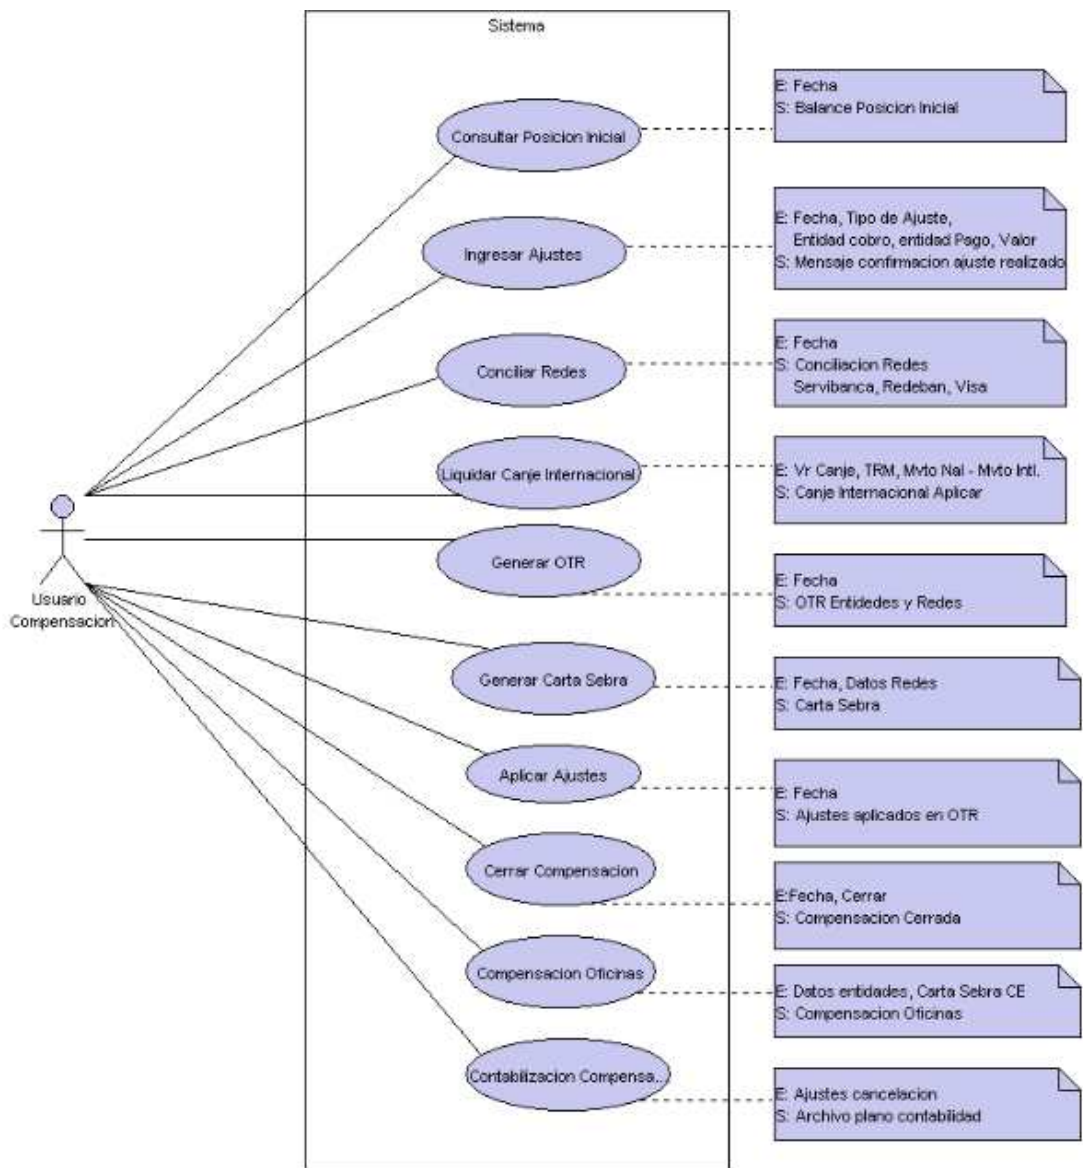 Sistema
Consultar Posicion Inicial
E: Fecha
S: Balance Posicion Inicial
Ingresar Ajustes
E: Fecha, Tipo de Ajuste,
Entidad cobro, entidad Pago, Valor
S: Mensaje confirmacion ajuste realizado
Conciliar Redes
E: Fecha
S: Conciliacion Redes
Servibanca, Redeban, Visa
Liquidar Canje Internacional
E: Vr Canje, TRM, Mvto Nal - Mvto Intl.
S: Canje Internacional Aplicar
Generar OTR
E: Fecha
S: OTR Entidedes y Redes
Usuario
Compensacion
Generar Carta Sebra
E: Fecha, Datos Redes
S: Carta Sebra
Aplicar Ajustes
E: Fecha
S: Ajustes aplicados en OTR
Cerrar Compensacion
E:Fecha, Cerrar
S: Compensacion Cerrada
Compensacion Oficinas
E: Datos entidades, Carta Sebra CE
S: Compensacion Oficinas
Contabilizacion Compensa...
E: Ajustes cancelacion
S: Archivo plano contabilidad